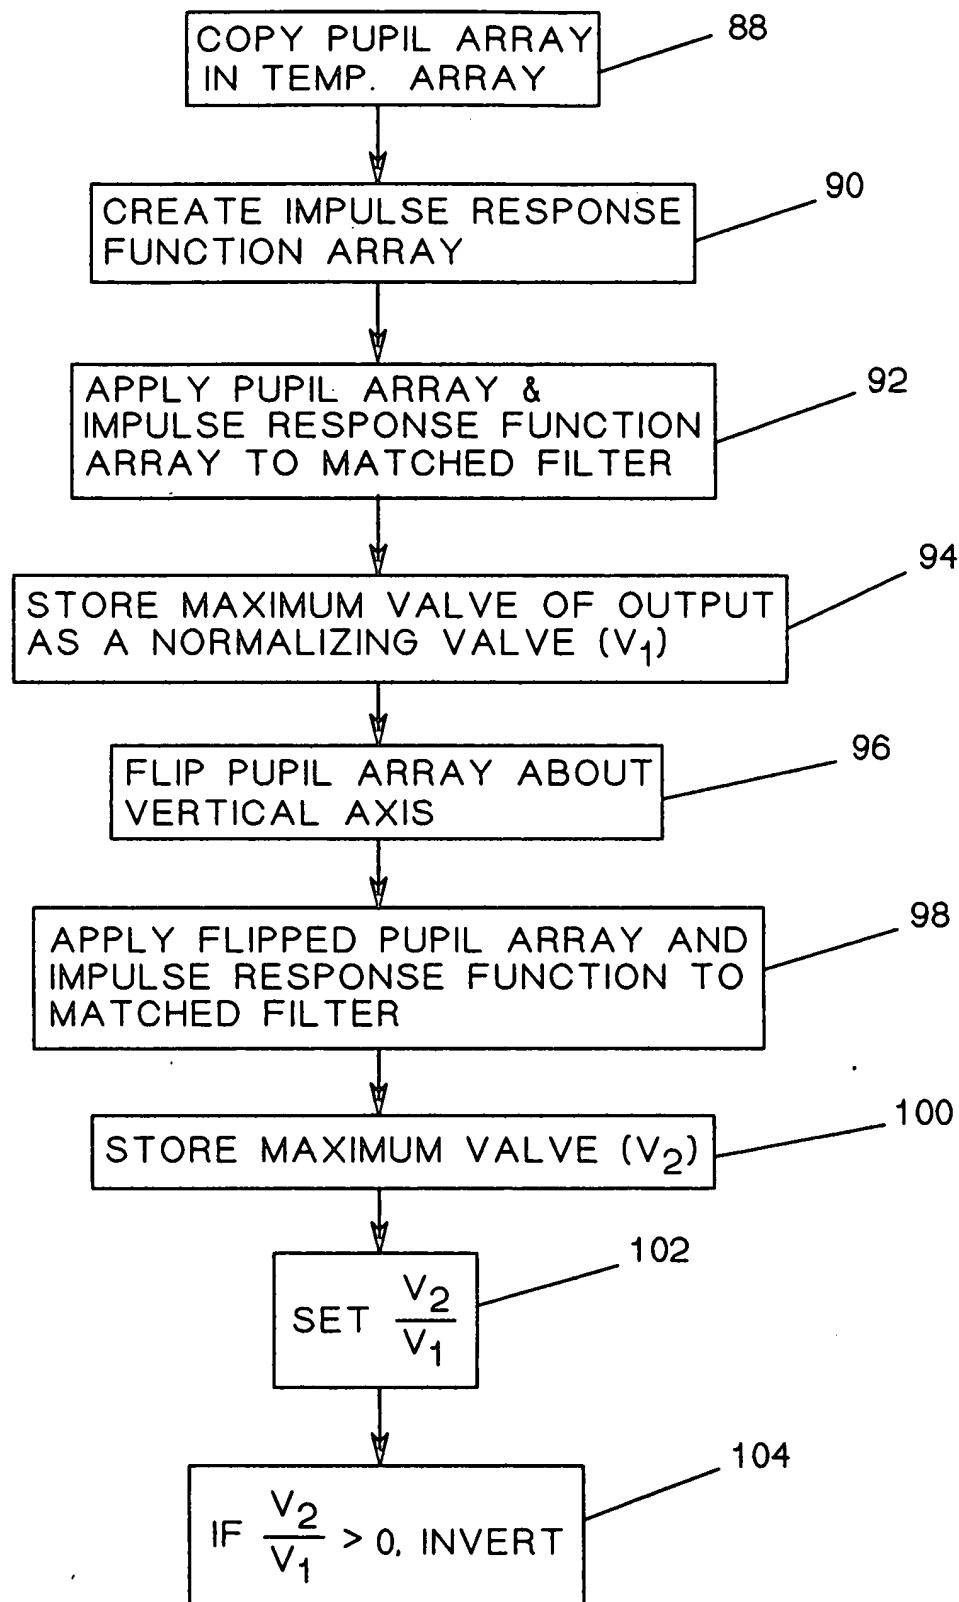 COPY PUPIL ARRAY
IN TEMP. ARRAY
88
CREATE IMPULSE RESPONSE
FUNCTION ARRAY
90
APPLY PUPIL ARRAY &
IMPULSE RESPONSE FUNCTION
ARRAY TO MATCHED FILTER
92
STORE MAXIMUM VALVE OF OUTPUT
AS A NORMALIZING VALVE (V1)
94
FLIP PUPIL ARRAY ABOUT
VERTICAL AXIS
96
APPLY FLIPPED PUPIL ARRAY AND
IMPULSE RESPONSE FUNCTION TO
MATCHED FILTER
98
STORE MAXIMUM VALVE (V2)
100
SET V2/V1
102
IF V2/V1 > 0, INVERT
104